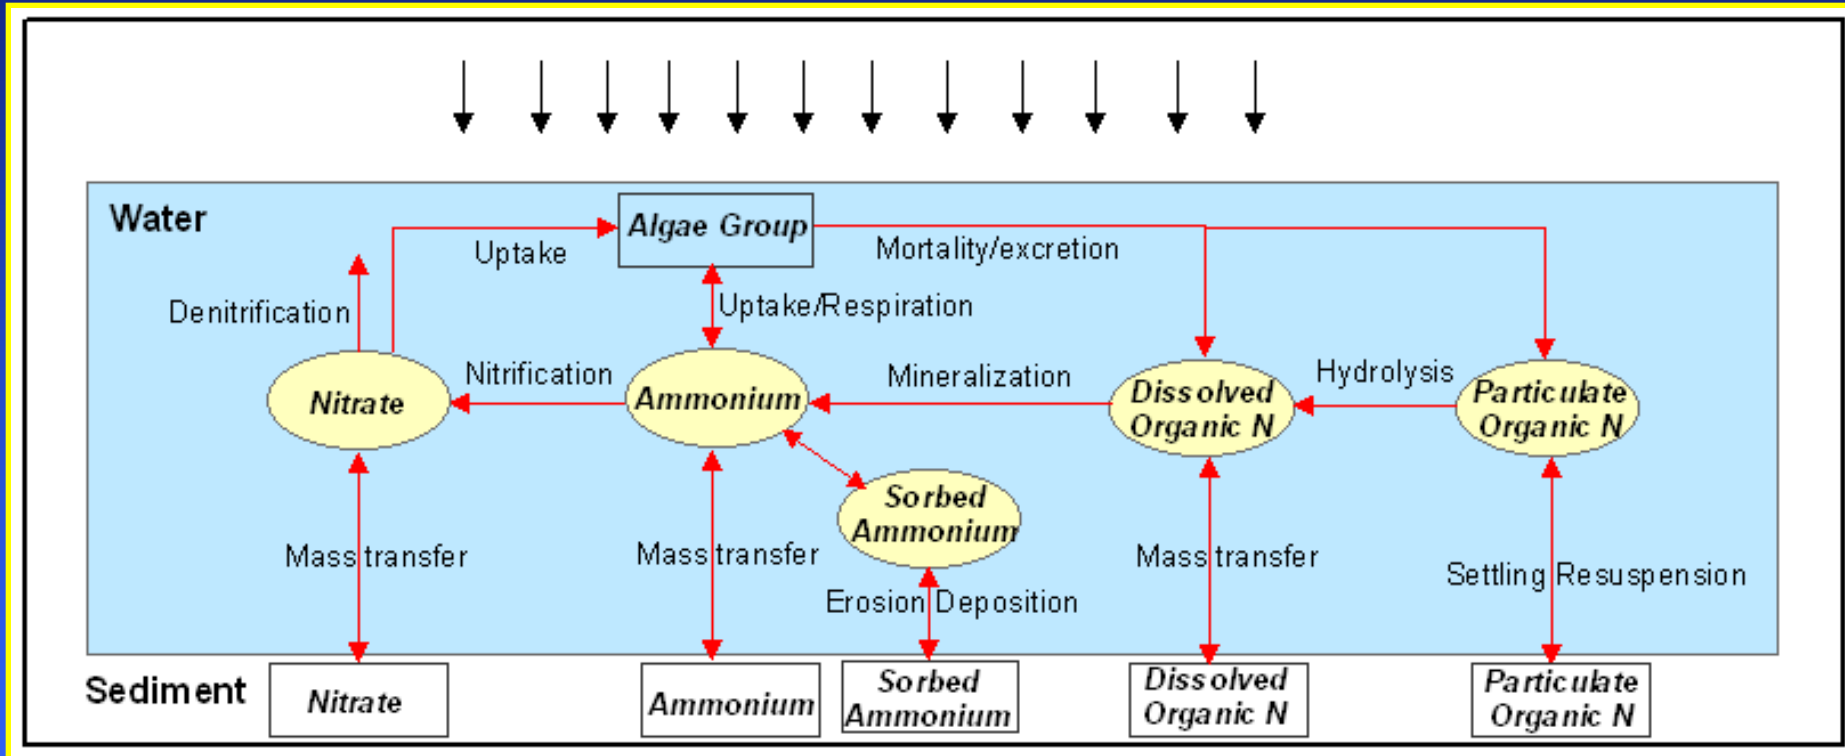 Water
Algae Group
Uptake
Mortality/excretion
Denitrification
Uptake/Respiration
Nitrate
Nitrification
Ammonium
Mineralization
Dissolved
Organic N
Hydrolysis
Particulate
Organic N
Sorbed
Ammonium
Mass transfer
Mass transfer
Erosion Deposition
Mass transfer
Settling Resuspension
Sediment
Nitrate
Ammonium
Sorbed
Ammonium
Dissolved
Organic N
Particulate
Organic N